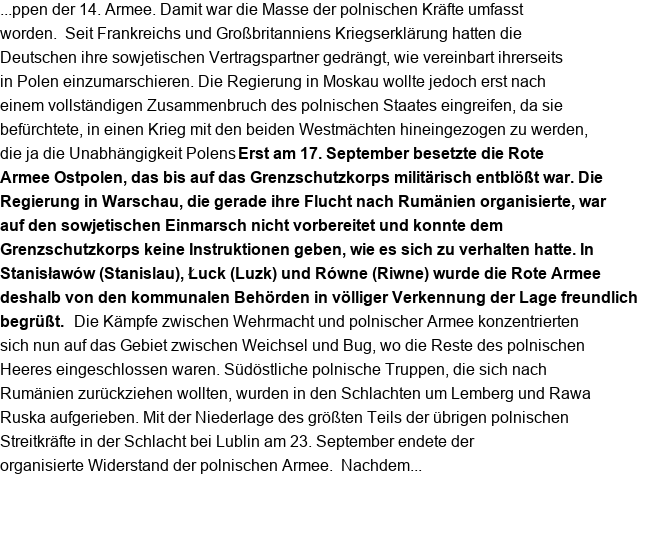 ...ppen der 14. Armee. Damit war die Masse der polnischen Kräfte umfasst
worden.  Seit Frankreichs und Großbritanniens Kriegserklärung hatten die
Deutschen ihre sowjetischen Vertragspartner gedrängt, wie vereinbart ihrerseits
in Polen einzumarschieren. Die Regierung in Moskau wollte jedoch erst nach
einem vollständigen Zusammenbruch des polnischen Staates eingreifen, da sie
befürchtete, in einen Krieg mit den beiden Westmächten hineingezogen zu werden,
die ja die Unabhängigkeit Polens Erst am 17. September besetzte die Rote
Armee Ostpolen, das bis auf das Grenzschutzkorps militärisch entblößt war. Die
Regierung in Warschau, die gerade ihre Flucht nach Rumänien organisierte, war
auf den sowjetischen Einmarsch nicht vorbereitet und konnte dem
Grenzschutzkorps keine Instruktionen geben, wie es sich zu verhalten hatte. In
Stanisławów (Stanislau), Łuck (Luzk) und Równe (Riwne) wurde die Rote Armee
deshalb von den kommunalen Behörden in völliger Verkennung der Lage freundlich
begrüßt.  Die Kämpfe zwischen Wehrmacht und polnischer Armee konzentrierten
sich nun auf das Gebiet zwischen Weichsel und Bug, wo die Reste des polnischen
Heeres eingeschlossen waren. Südöstliche polnische Truppen, die sich nach
Rumänien zurückziehen wollten, wurden in den Schlachten um Lemberg und Rawa
Ruska aufgerieben. Mit der Niederlage des größten Teils der übrigen polnischen
Streitkräfte in der Schlacht bei Lublin am 23. September endete der
organisierte Widerstand der polnischen Armee.  Nachdem...